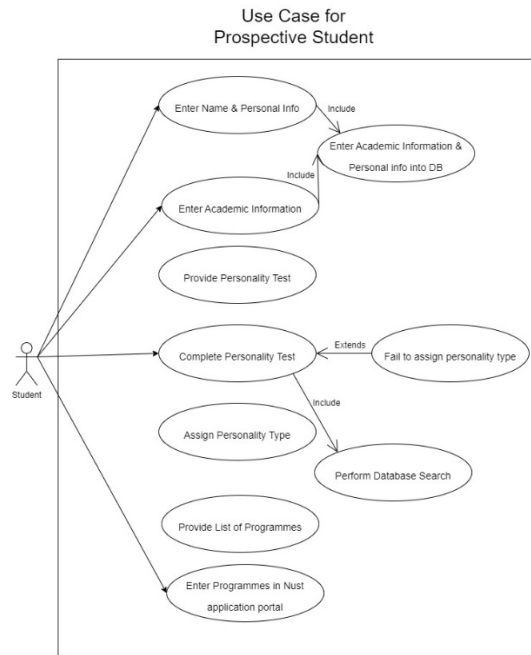 Use Case for
Prospective Student
Enter Name & Personal Info
Include
Enter Academic Information &
Personal info into DB
Include
Enter Academic Information
Provide Personality Test
Complete Personality Test
Extends
Fail to assign personality type
Student
Include
Assign Personality Type
Perform Database Search
Provide List of Programmes
Enter Programmes in Nust
application portal